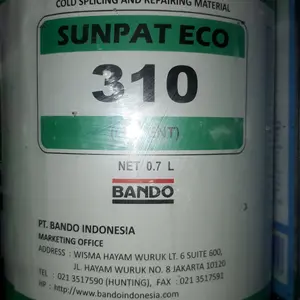 COLD SPLICING AND REPAIRING MATERIAL
SUNPAT ECO
310
(CEMENT)
NET 0.7 L
BANDO
PT. BANDO INDONESIA
MARKETING OFFICE
ADDRESS : WISMA HAYAM WURUK LT. 6 SUITE 600,
JL. HAYAM WURUK NO. 8 JAKARTA 10120
TEL : 021 3517590 (HUNTING), FAX : 021 3517591
HP : http://www.bandoindonesia.com